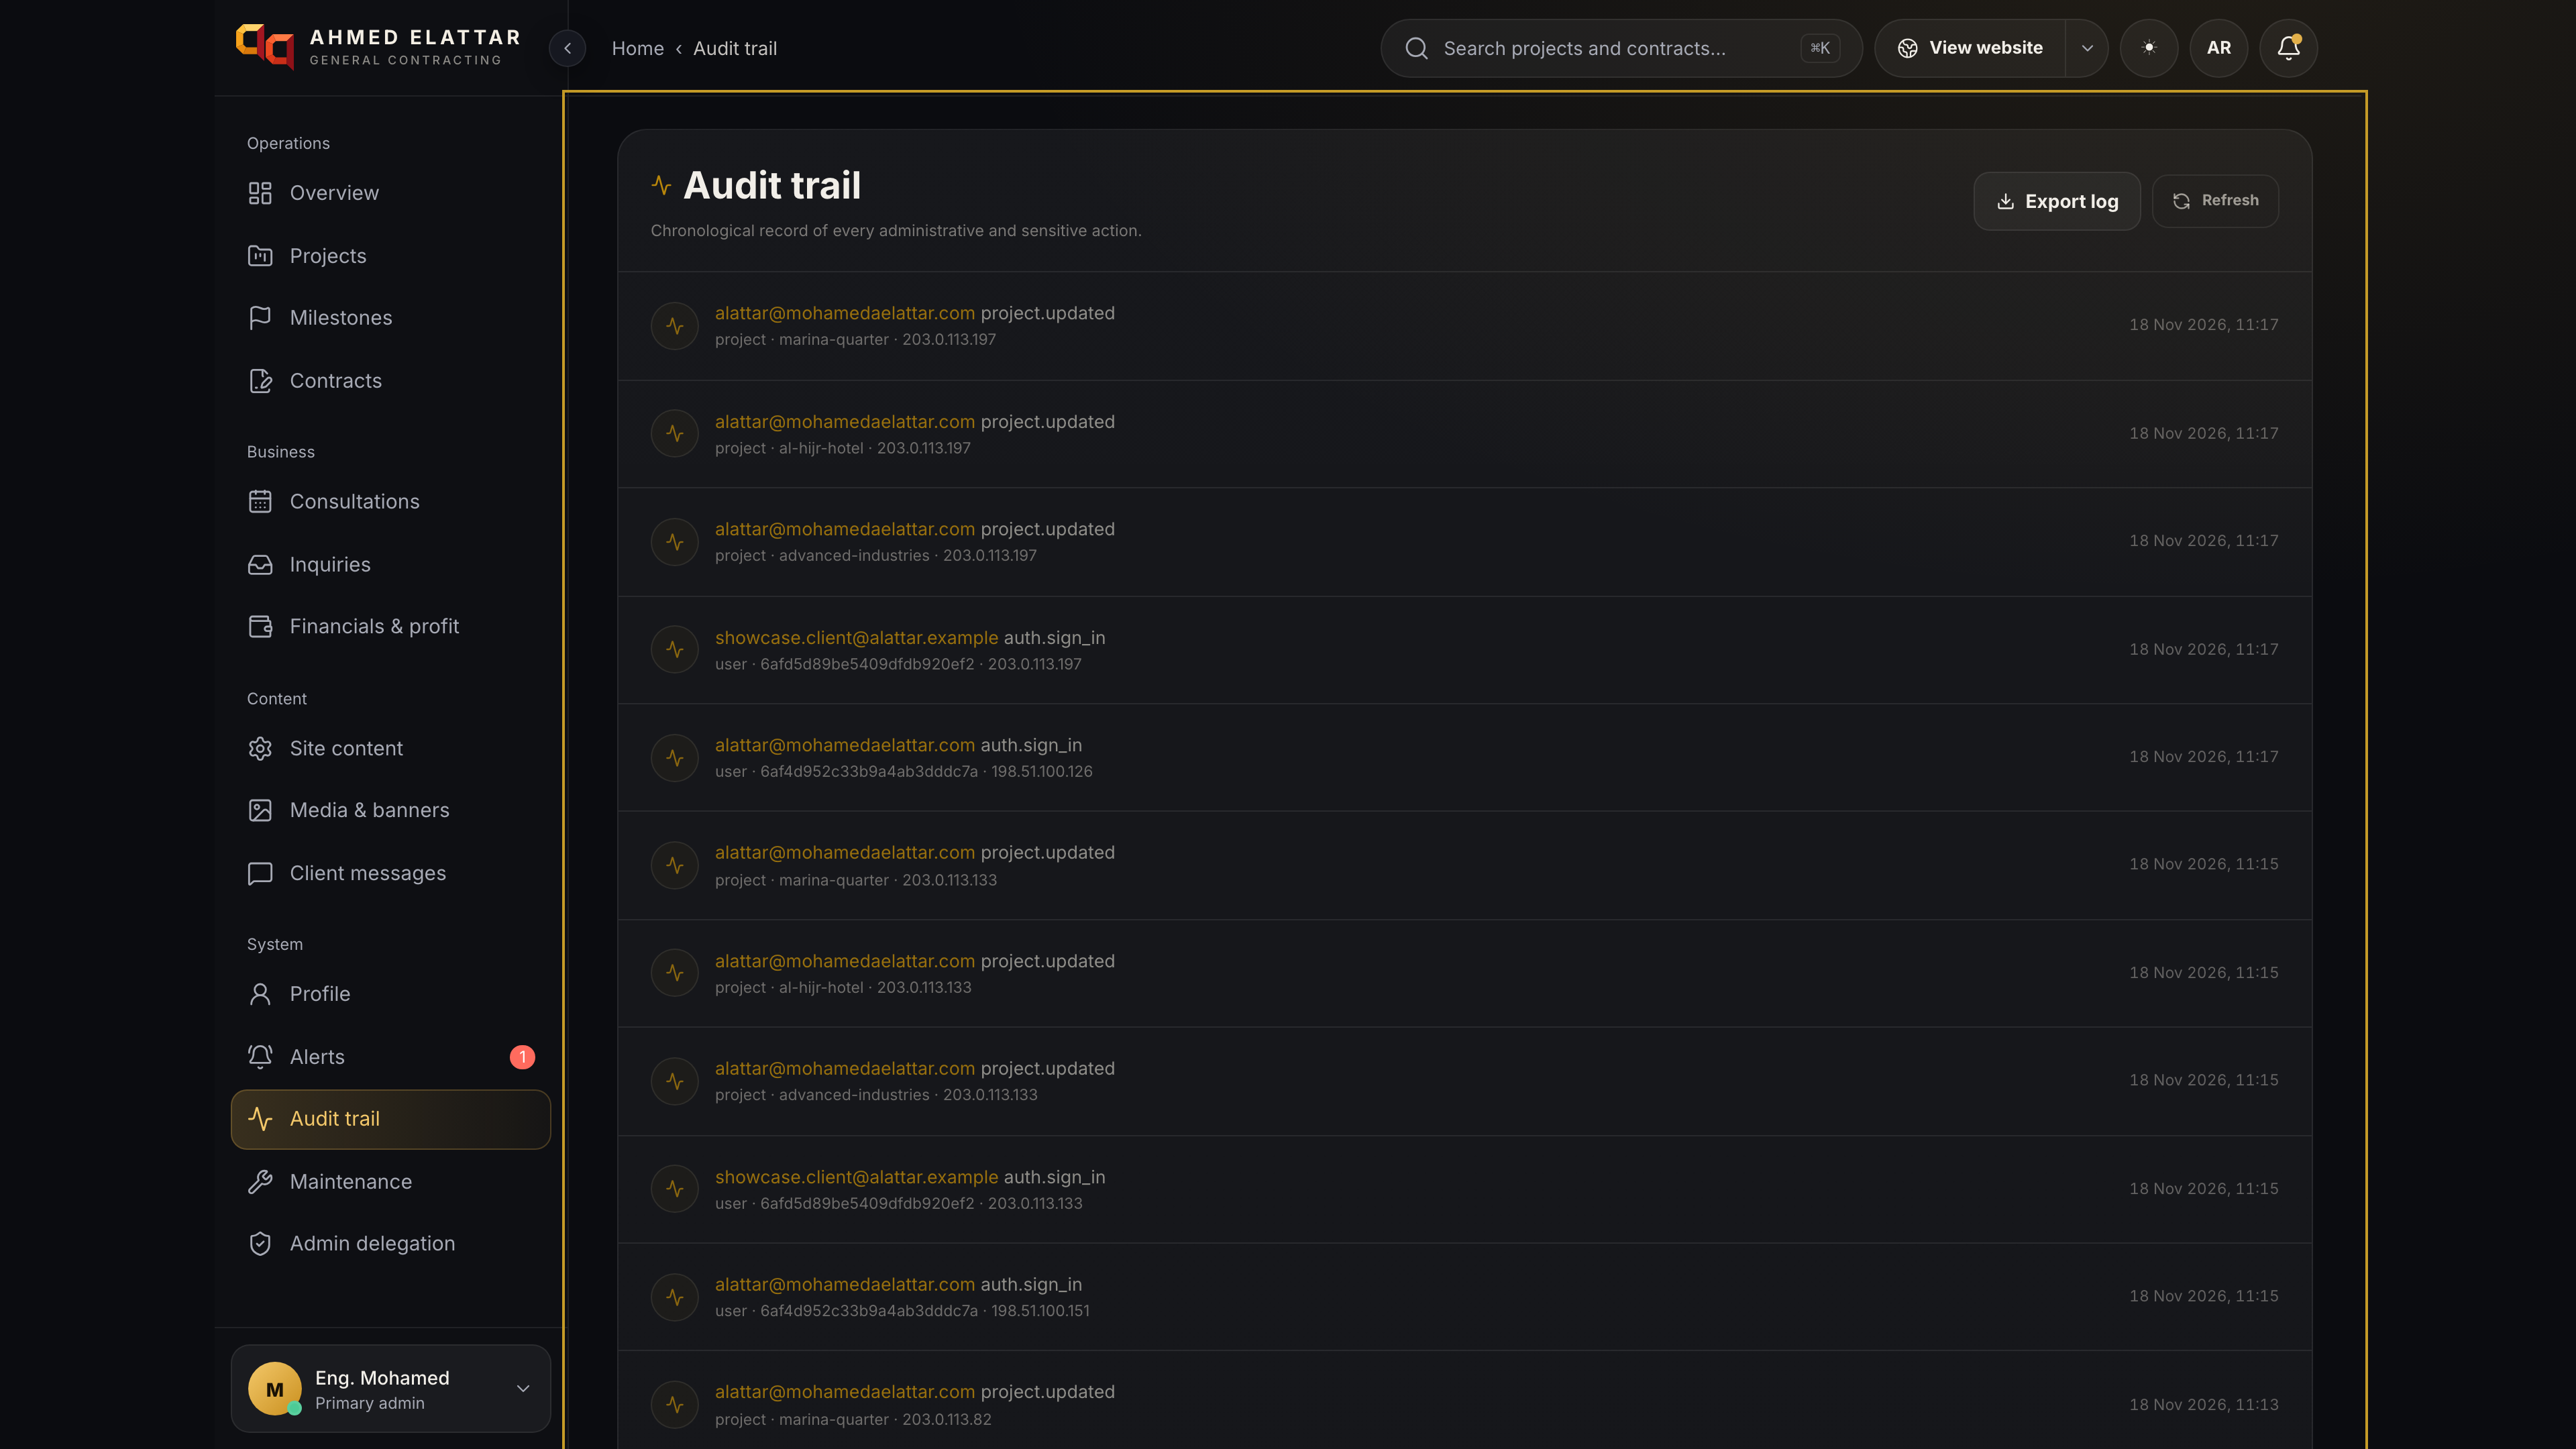 AHMED ELATTAR
GENERAL CONTRACTING
Home ‹ Audit trail
Search projects and contracts...
⌘K
View website
AR
Operations
Overview
Projects
Milestones
Contracts
Business
Consultations
Inquiries
Financials & profit
Content
Site content
Media & banners
Client messages
System
Profile
Alerts
1
Audit trail
Maintenance
Admin delegation
M
Eng. Mohamed
Primary admin
Audit trail
Chronological record of every administrative and sensitive action.
Export log
Refresh
alattar@mohamedaelattar.com project.updated
project · marina-quarter · 203.0.113.197
18 Nov 2026, 11:17
alattar@mohamedaelattar.com project.updated
project · al-hijr-hotel · 203.0.113.197
18 Nov 2026, 11:17
alattar@mohamedaelattar.com project.updated
project · advanced-industries · 203.0.113.197
18 Nov 2026, 11:17
showcase.client@alattar.example auth.sign_in
user · 6afd5d89be5409dfdb920ef2 · 203.0.113.197
18 Nov 2026, 11:17
alattar@mohamedaelattar.com auth.sign_in
user · 6af4d952c33b9a4ab3dddc7a · 198.51.100.126
18 Nov 2026, 11:17
alattar@mohamedaelattar.com project.updated
project · marina-quarter · 203.0.113.133
18 Nov 2026, 11:15
alattar@mohamedaelattar.com project.updated
project · al-hijr-hotel · 203.0.113.133
18 Nov 2026, 11:15
alattar@mohamedaelattar.com project.updated
project · advanced-industries · 203.0.113.133
18 Nov 2026, 11:15
showcase.client@alattar.example auth.sign_in
user · 6afd5d89be5409dfdb920ef2 · 203.0.113.133
18 Nov 2026, 11:15
alattar@mohamedaelattar.com auth.sign_in
user · 6af4d952c33b9a4ab3dddc7a · 198.51.100.151
18 Nov 2026, 11:15
alattar@mohamedaelattar.com project.updated
project · marina-quarter · 203.0.113.82
18 Nov 2026, 11:13